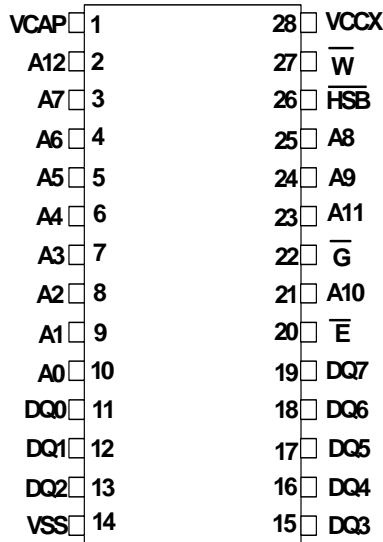 VCAP 1 28 VCCX
A12 2 27 W̅
A7 3 26 H̅S̅B̅
A6 4 25 A8
A5 5 24 A9
A4 6 23 A11
A3 7 22 G̅
A2 8 21 A10
A1 9 20 E̅
A0 10 19 DQ7
DQ0 11 18 DQ6
DQ1 12 17 DQ5
DQ2 13 16 DQ4
VSS 14 15 DQ3